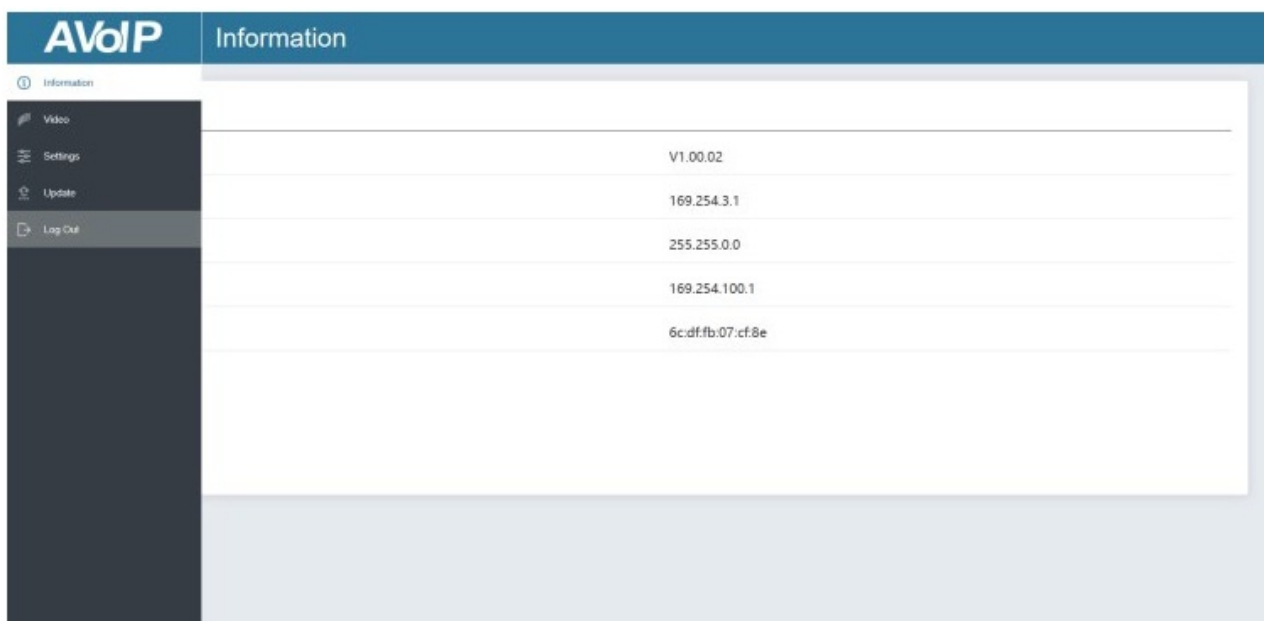 AVoIP
Information
Information
Video
Settings
Update
Log Out
V1.00.02
169.254.3.1
255.255.0.0
169.254.100.1
6c:df:fb:07:cf:8e